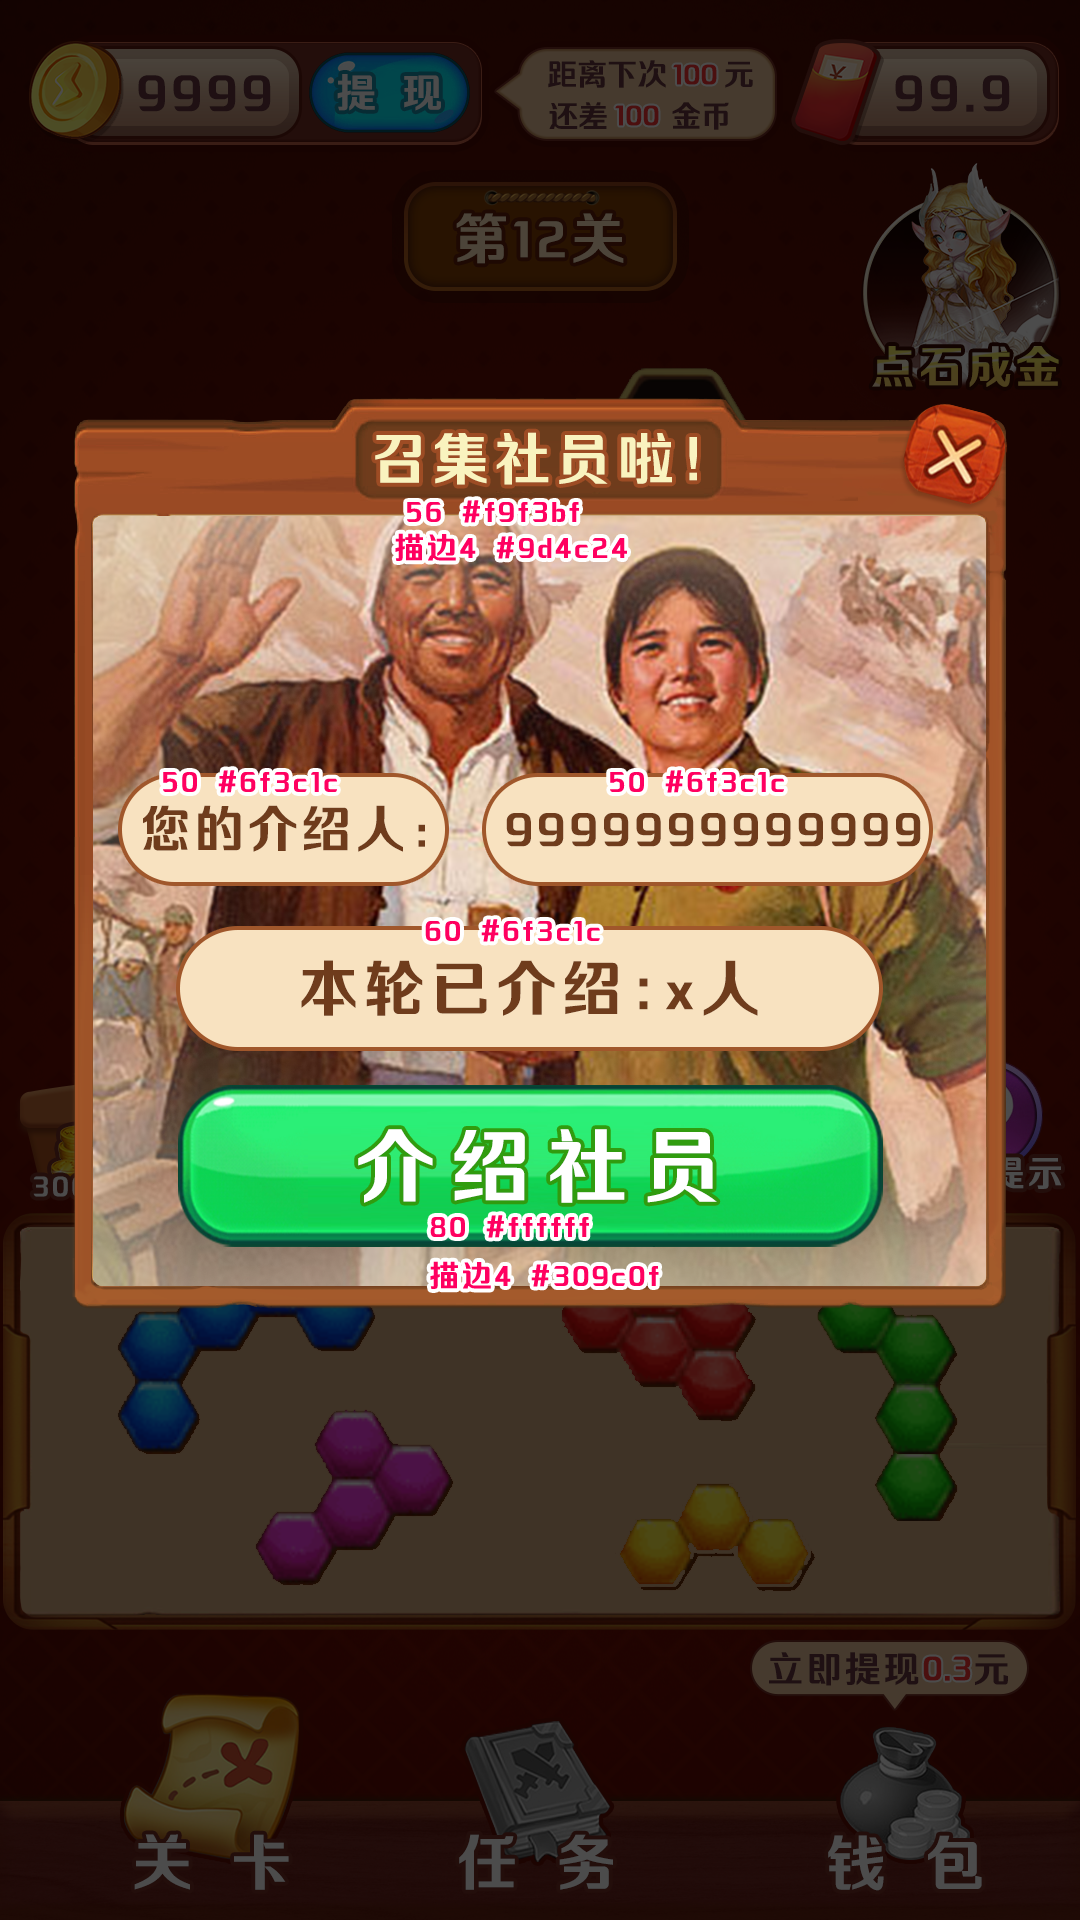 9999
提 现
距离下次100元
还差100 金币
99.9
第12关
点石成金
召集社员啦!
56 #f9f3bf
描边4 #9d4c24
50 #6f3c1c
50 #6f3c1c
您的介绍人:
9999999999999
60 #6f3c1c
本轮已介绍:x人
介绍社员
80 #ffffff
描边4 #309c0f
300
提示
立即提现0.3元
关 卡
任 务
钱 包